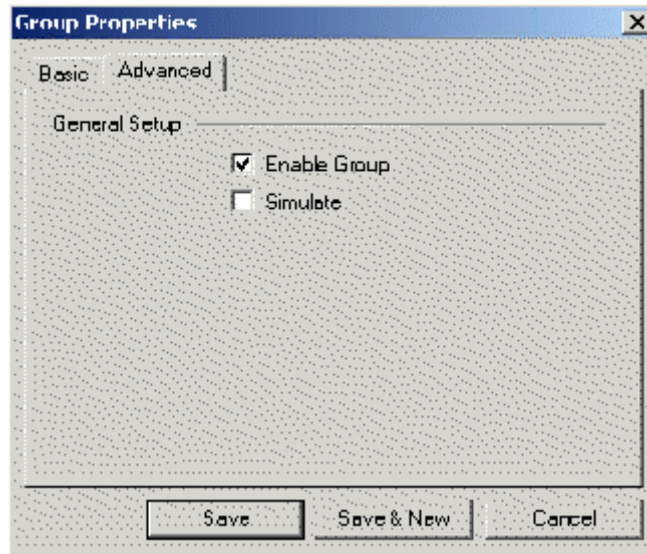 Group Properties
Basic Advanced
General Setup
Enable Group
Simulate
Save Save & New Cancel